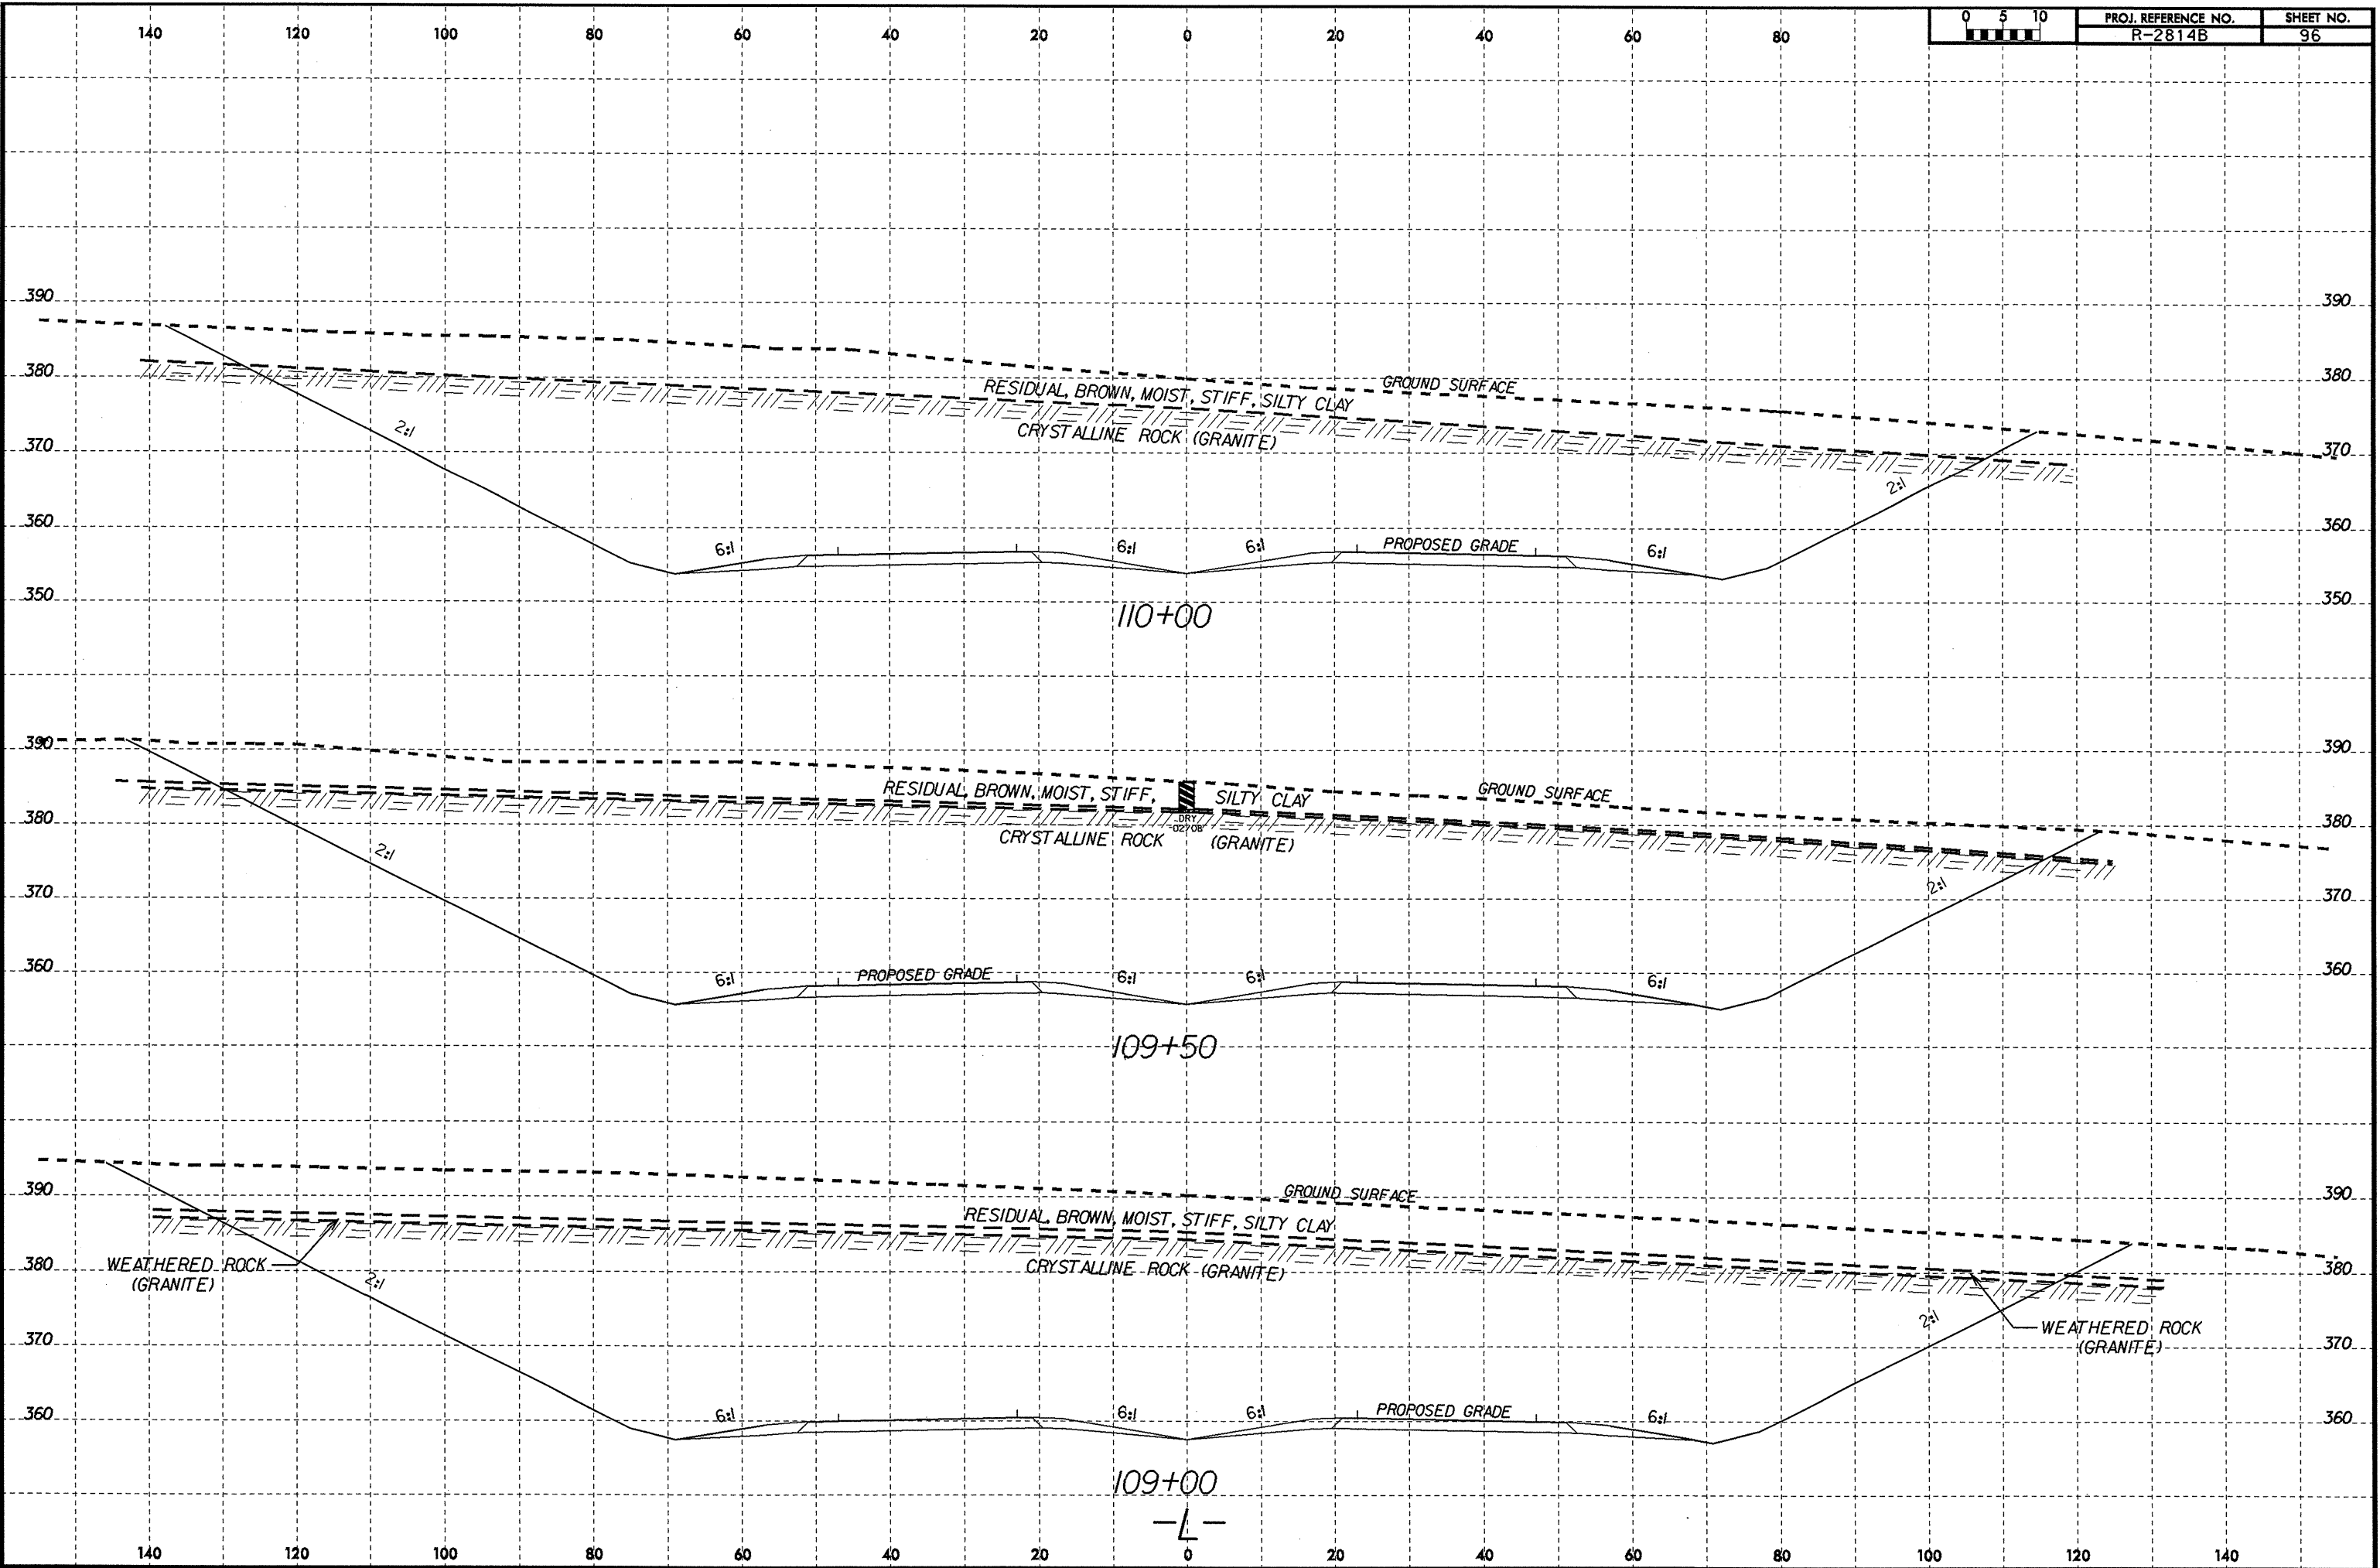 140 120 100 80 60 40 20 0 20 40 60 80
0 5 10
PROJ. REFERENCE NO. SHEET NO.
R-2814B 96
390 390
380 380
GROUND SURFACE
RESIDUAL, BROWN, MOIST, STIFF, SILTY CLAY
CRYSTALLINE ROCK (GRANITE)
2:1
370 370
2:1
360 360
6:1 6:1 6:1 PROPOSED GRADE 6:1
350 350
110+00
390 390
RESIDUAL, BROWN, MOIST, STIFF, SILTY CLAY
GROUND SURFACE
380 380
DRY
CRYSTALLINE ROCK (GRANITE)
2:1
2:1
370 370
360 360
6:1 PROPOSED GRADE 6:1 6:1 6:1
109+50
390 390
GROUND SURFACE
RESIDUAL, BROWN, MOIST, STIFF, SILTY CLAY
CRYSTALLINE ROCK (GRANITE)
WEATHERED ROCK
(GRANITE)
380 380
2:1
2:1
WEATHERED ROCK
(GRANITE)
370 370
360 360
6:1 6:1 6:1 PROPOSED GRADE 6:1
109+00
-L-
140 120 100 80 60 40 20 0 20 40 60 80 100 120 140